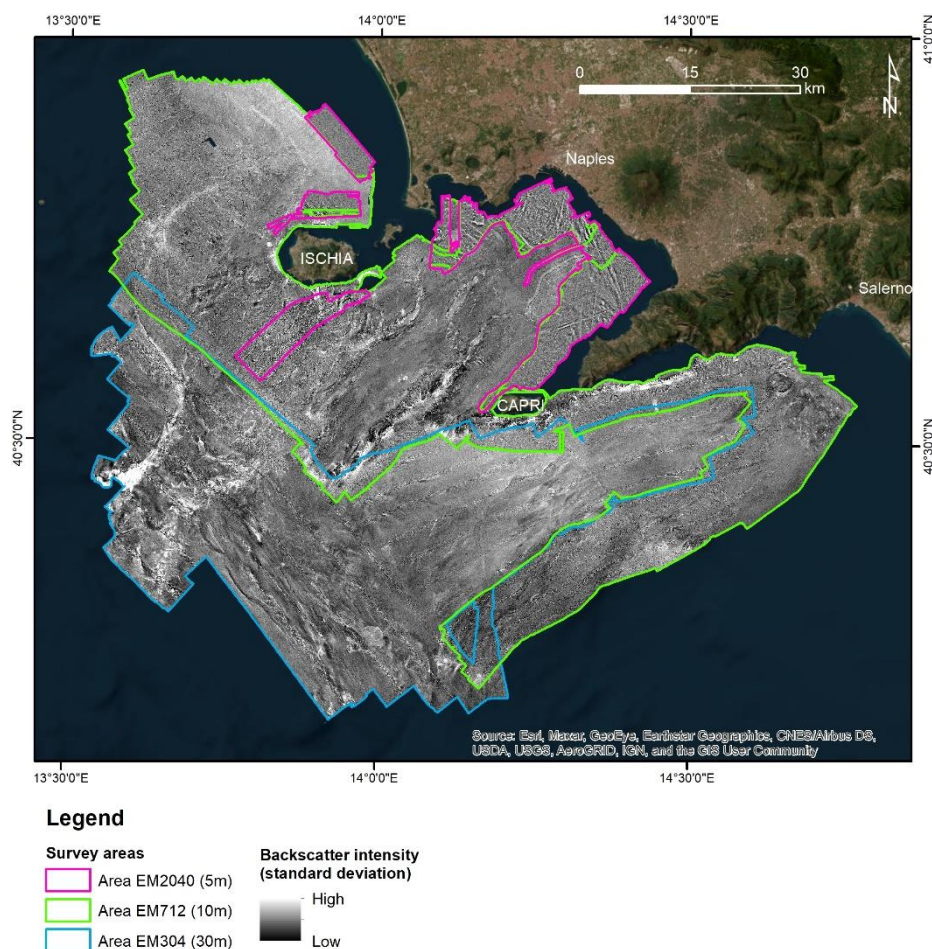 13°30'0"E
14°0'0"E
14°30'0"E
41°0'0"N
0 15 30
km
N
Naples
ISCHIA
Salerno
CAPRI
40°30'0"N
40°30'0"N
Source: Esri, Maxar, GeoEye, Earthstar Geographics, CNES/Airbus DS,
USDA, USGS, AeroGRID, IGN, and the GIS User Community
13°30'0"E
14°0'0"E
14°30'0"E
Legend
Survey areas
Area EM2040 (5m)
Area EM712 (10m)
Area EM304 (30m)
Backscatter intensity
(standard deviation)
High
Low